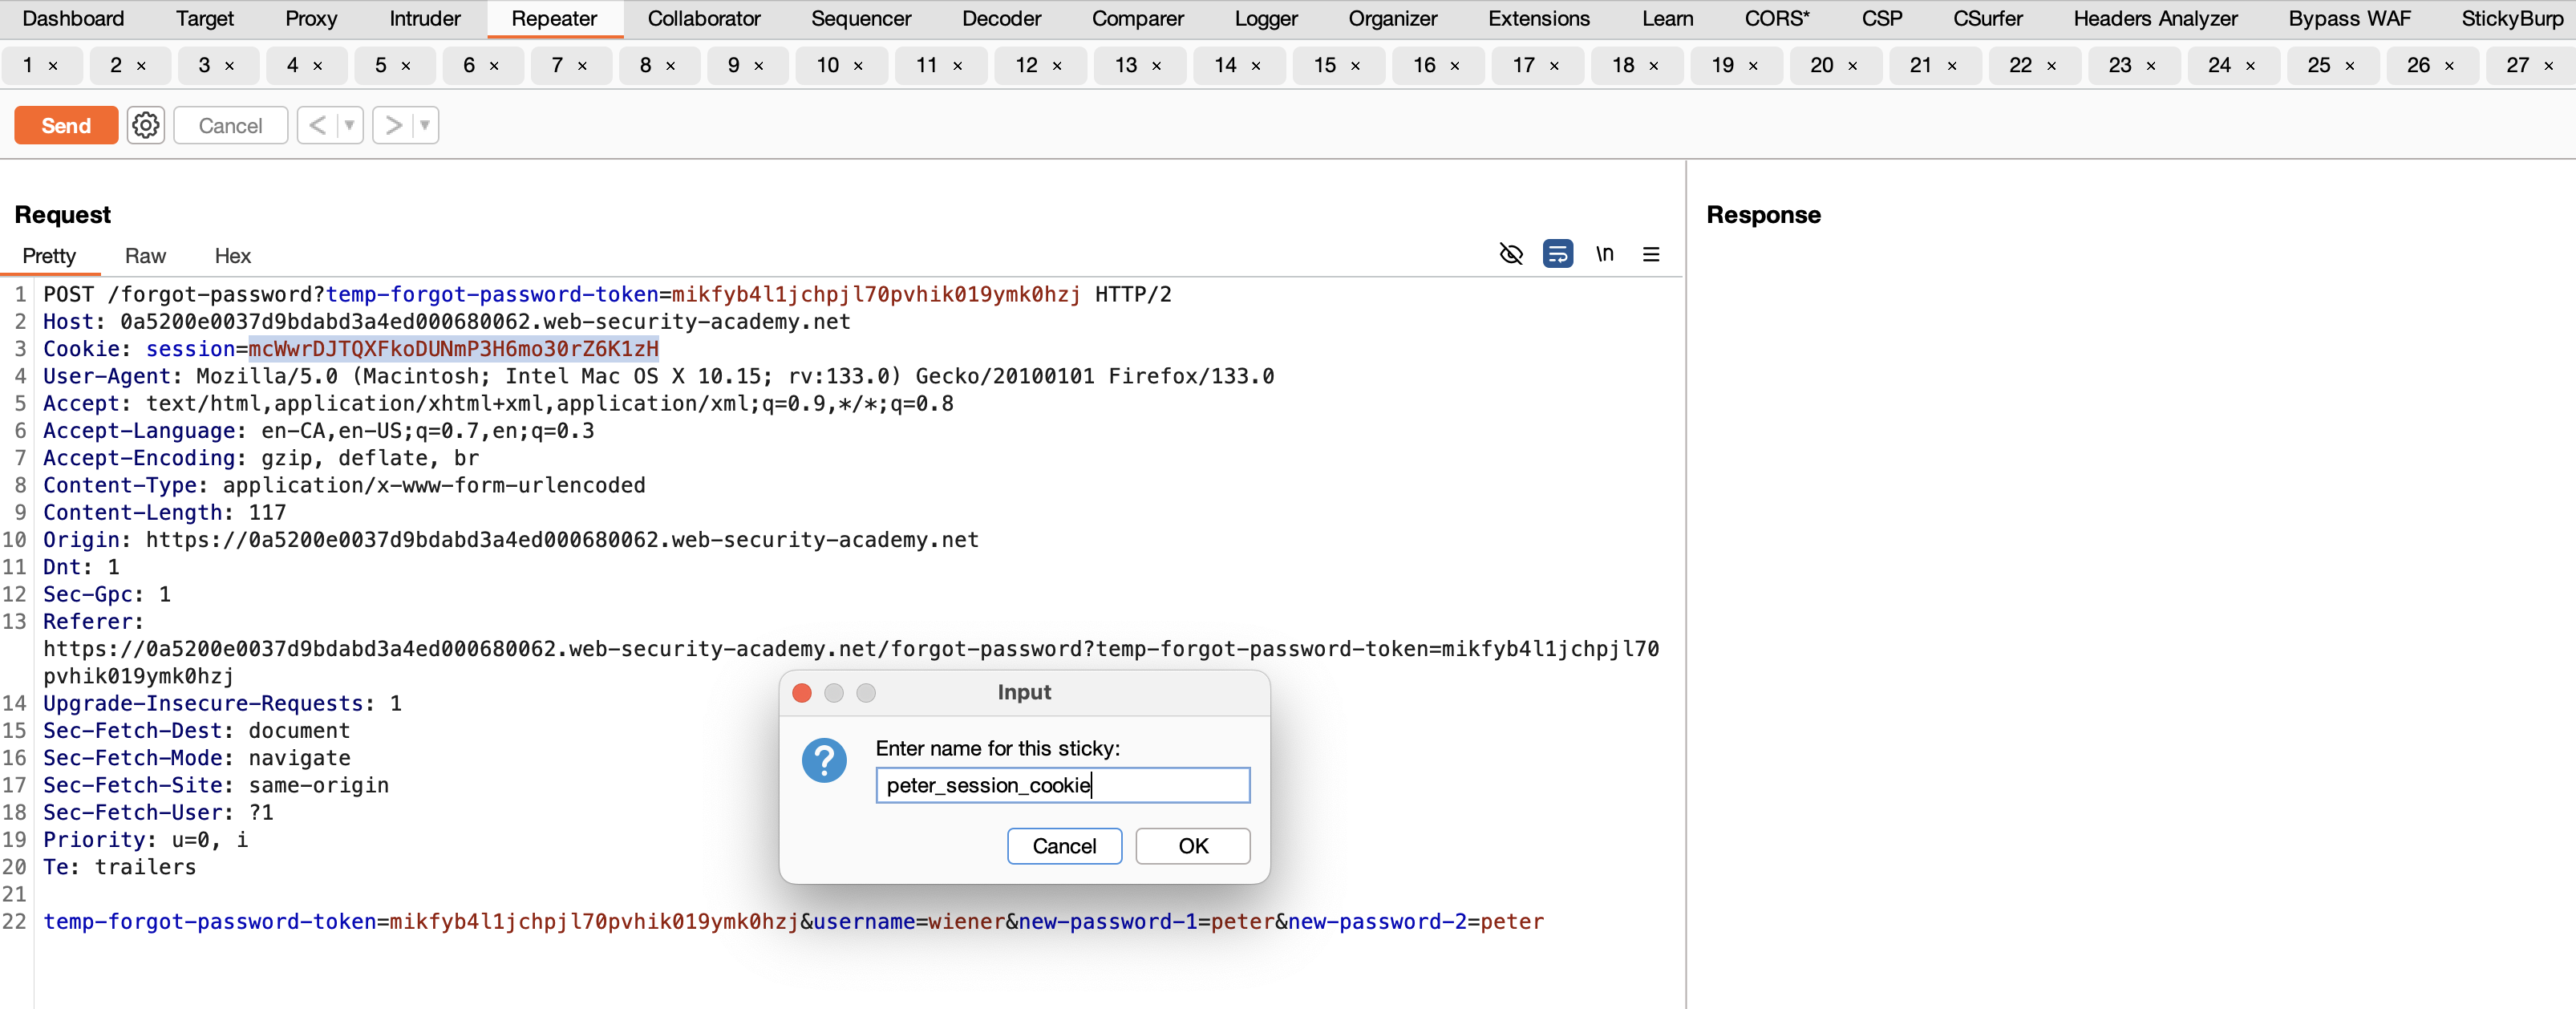 Dashboard Target Proxy Intruder Repeater Collaborator Sequencer Decoder Comparer Logger Organizer Extensions Learn CORS* CSP CSurfer Headers Analyzer Bypass WAF StickyBurp
1 × 2 × 3 × 4 × 5 × 6 × 7 × 8 × 9 × 10 × 11 × 12 × 13 × 14 × 15 × 16 × 17 × 18 × 19 × 20 × 21 × 22 × 23 × 24 × 25 × 26 × 27 ×
Send Cancel < ▼ > ▼
Request
Response
Pretty Raw Hex \n
1 POST /forgot-password?temp-forgot-password-token=mikfyb4l1jchpjl70pvhik019ymk0hzj HTTP/2
2 Host: 0a5200e0037d9bdabd3a4ed000680062.web-security-academy.net
3 Cookie: session=mcWwrDJTQXFkoDUNmP3H6mo30rZ6K1zH
4 User-Agent: Mozilla/5.0 (Macintosh; Intel Mac OS X 10.15; rv:133.0) Gecko/20100101 Firefox/133.0
5 Accept: text/html,application/xhtml+xml,application/xml;q=0.9,*/*;q=0.8
6 Accept-Language: en-CA,en-US;q=0.7,en;q=0.3
7 Accept-Encoding: gzip, deflate, br
8 Content-Type: application/x-www-form-urlencoded
9 Content-Length: 117
10 Origin: https://0a5200e0037d9bdabd3a4ed000680062.web-security-academy.net
11 Dnt: 1
12 Sec-Gpc: 1
13 Referer:
https://0a5200e0037d9bdabd3a4ed000680062.web-security-academy.net/forgot-password?temp-forgot-password-token=mikfyb4l1jchpjl70
pvhik019ymk0hzj
14 Upgrade-Insecure-Requests: 1
15 Sec-Fetch-Dest: document
16 Sec-Fetch-Mode: navigate
17 Sec-Fetch-Site: same-origin
18 Sec-Fetch-User: ?1
19 Priority: u=0, i
20 Te: trailers
21
22 temp-forgot-password-token=mikfyb4l1jchpjl70pvhik019ymk0hzj&username=wiener&new-password-1=peter&new-password-2=peter
Input
?
Enter name for this sticky:
peter_session_cookie
Cancel OK